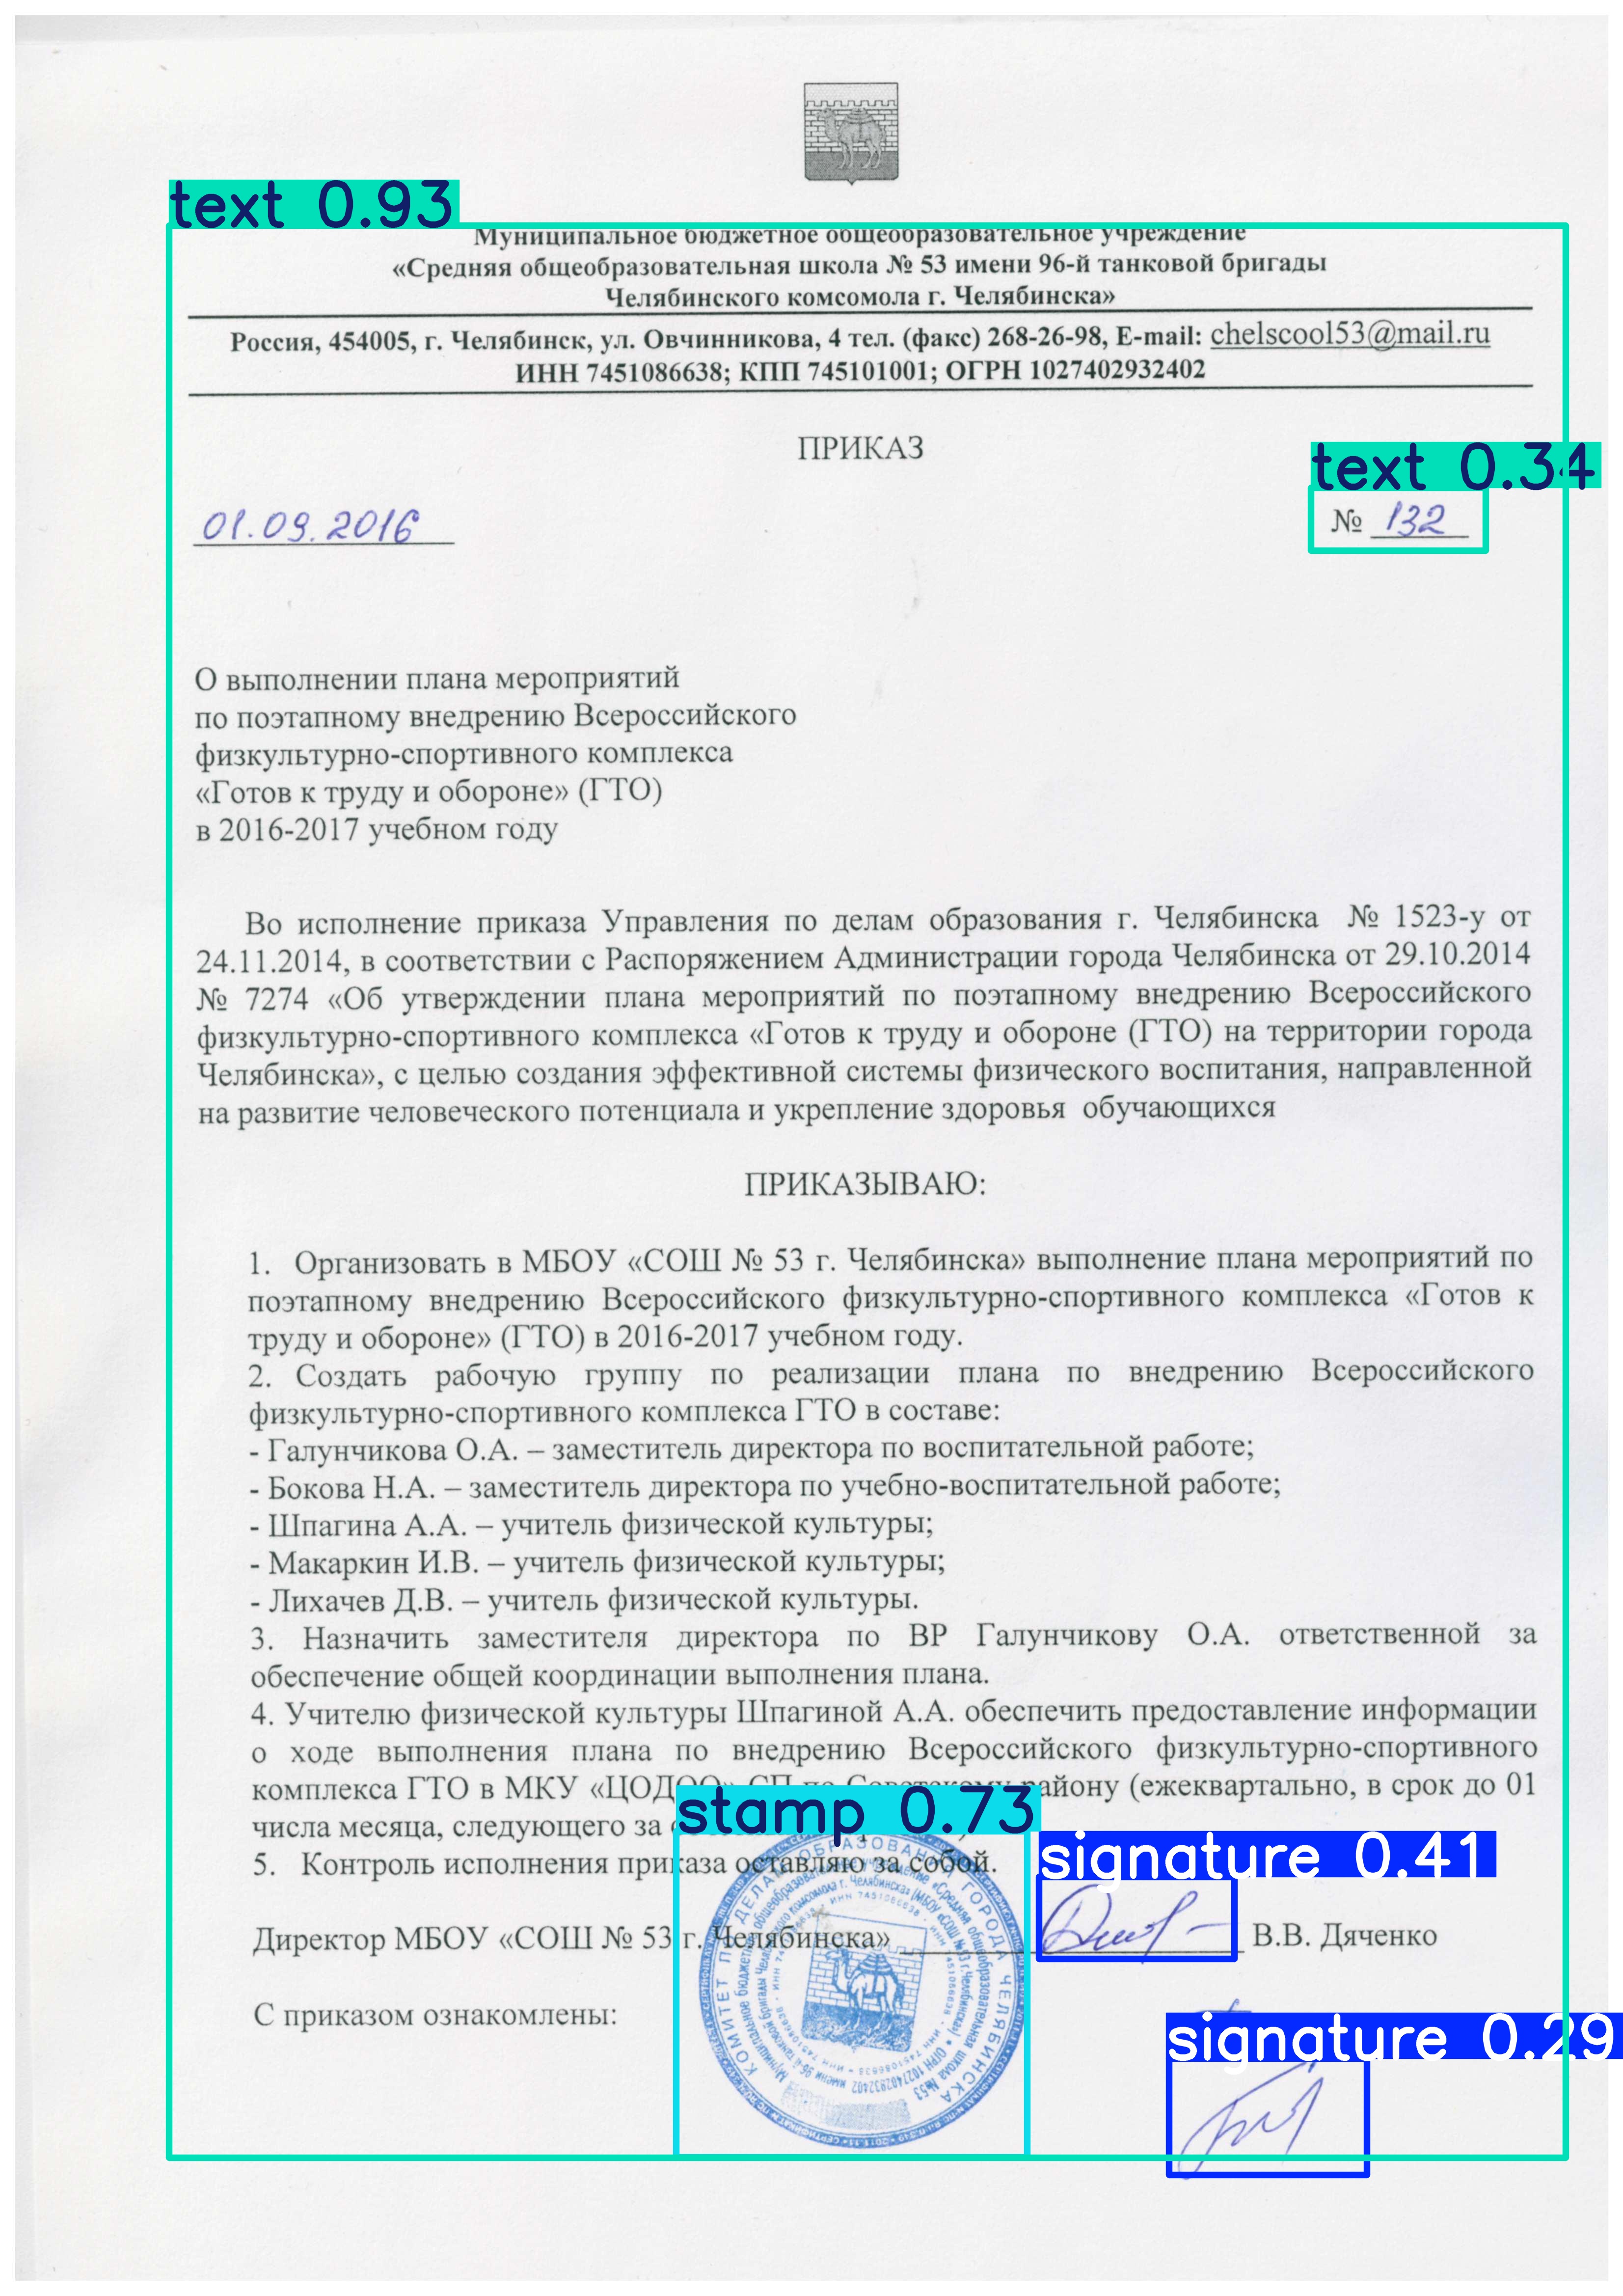 text 0.93
Муниципальное бюджетное общеобразовательное учреждение
«Средняя общеобразовательная школа № 53 имени 96-й танковой бригады
Челябинского комсомола г. Челябинска»
Россия, 454005, г. Челябинск, ул. Овчинникова, 4 тел. (факс) 268-26-98, E-mail: chelscool53@mail.ru
ИНН 7451086638; КПП 745101001; ОГРН 1027402932402
ПРИКАЗ
text 0.34
01.09.2016 № 132
О выполнении плана мероприятий
по поэтапному внедрению Всероссийского
физкультурно-спортивного комплекса
«Готов к труду и обороне» (ГТО)
в 2016-2017 учебном году
Во исполнение приказа Управления по делам образования г. Челябинска № 1523-у от
24.11.2014, в соответствии с Распоряжением Администрации города Челябинска от 29.10.2014
№ 7274 «Об утверждении плана мероприятий по поэтапному внедрению Всероссийского
физкультурно-спортивного комплекса «Готов к труду и обороне (ГТО) на территории города
Челябинска», с целью создания эффективной системы физического воспитания, направленной
на развитие человеческого потенциала и укрепление здоровья обучающихся
ПРИКАЗЫВАЮ:
1. Организовать в МБОУ «СОШ № 53 г. Челябинска» выполнение плана мероприятий по
поэтапному внедрению Всероссийского физкультурно-спортивного комплекса «Готов к
труду и обороне» (ГТО) в 2016-2017 учебном году.
2. Создать рабочую группу по реализации плана по внедрению Всероссийского
физкультурно-спортивного комплекса ГТО в составе:
- Галунчикова О.А. – заместитель директора по воспитательной работе;
- Бокова Н.А. – заместитель директора по учебно-воспитательной работе;
- Шпагина А.А. – учитель физической культуры;
- Макаркин И.В. – учитель физической культуры;
- Лихачев Д.В. – учитель физической культуры.
3. Назначить заместителя директора по ВР Галунчикову О.А. ответственной за
обеспечение общей координации выполнения плана.
4. Учителю физической культуры Шпагиной А.А. обеспечить предоставление информации
о ходе выполнения плана по внедрению Всероссийского физкультурно-спортивного
комплекса ГТО в МКУ «ЦОДОО» СП по Советскому району (ежеквартально, в срок до 01
числа месяца, следующего за
stamp 0.73
5. Контроль исполнения приказа оставляю за собой.
signature 0.41
Директор МБОУ «СОШ № 53 г. Челябинска» В.В. Дяченко
С приказом ознакомлены:
signature 0.29
КОМИТЕТ ПО ДЕЛАМ ОБРАЗОВАНИЯ ГОРОДА ЧЕЛЯБИНСКА